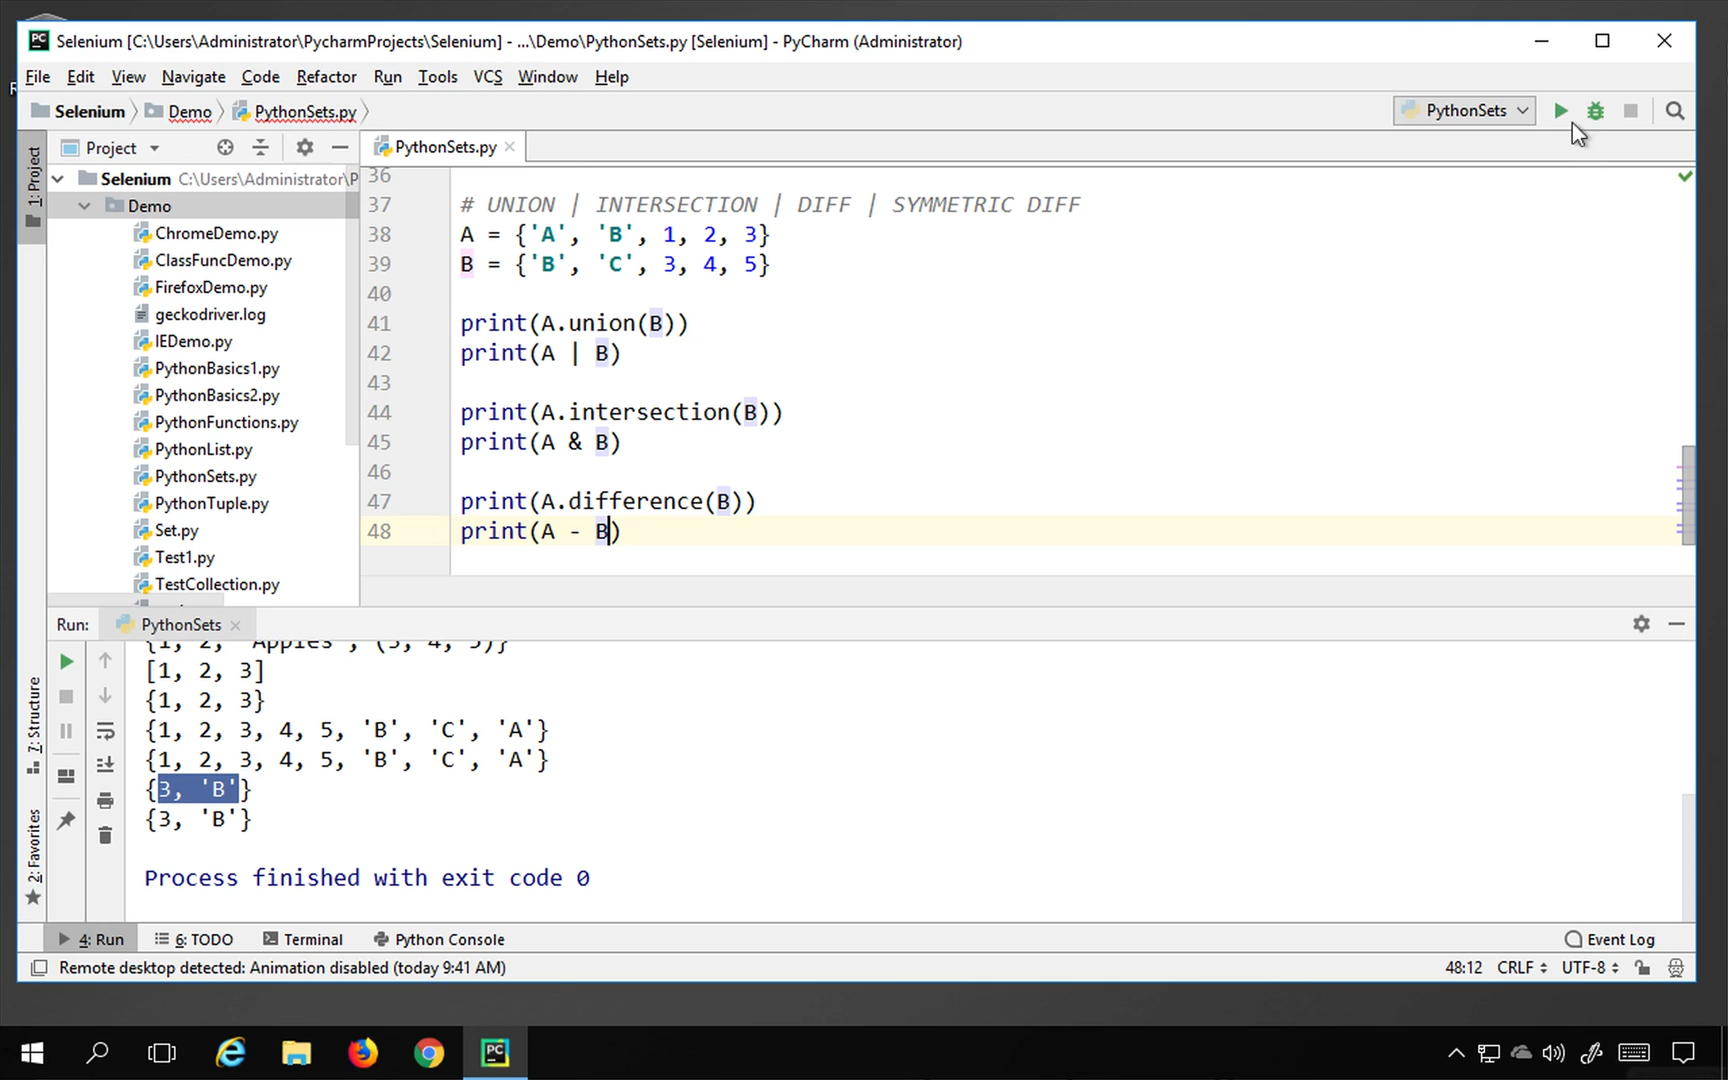 Selenium [C:\Users\Administrator\PycharmProjects\Selenium] - ...\Demo\PythonSets.py [Selenium] - PyCharm (Administrator)
File Edit View Navigate Code Refactor Run Tools VCS Window Help
Selenium Demo PythonSets.py PythonSets
1: Project
Project
PythonSets.py
Selenium C:\Users\Administrator\P
Demo
ChromeDemo.py
ClassFuncDemo.py
FirefoxDemo.py
geckodriver.log
IEDemo.py
PythonBasics1.py
PythonBasics2.py
PythonFunctions.py
PythonList.py
PythonSets.py
PythonTuple.py
Set.py
Test1.py
TestCollection.py
36
37 # UNION | INTERSECTION | DIFF | SYMMETRIC DIFF
38 A = {'A', 'B', 1, 2, 3}
39 B = {'B', 'C', 3, 4, 5}
40
41 print(A.union(B))
42 print(A | B)
43
44 print(A.intersection(B))
45 print(A & B)
46
47 print(A.difference(B))
48 print(A - B)
Run: PythonSets
{1, 2, 'Apples', (3, 4, 5)}
[1, 2, 3]
{1, 2, 3}
{1, 2, 3, 4, 5, 'B', 'C', 'A'}
{1, 2, 3, 4, 5, 'B', 'C', 'A'}
{3, 'B'}
{3, 'B'}
Process finished with exit code 0
7: Structure
2: Favorites
4: Run 6: TODO Terminal Python Console Event Log
Remote desktop detected: Animation disabled (today 9:41 AM) 48:12 CRLF UTF-8